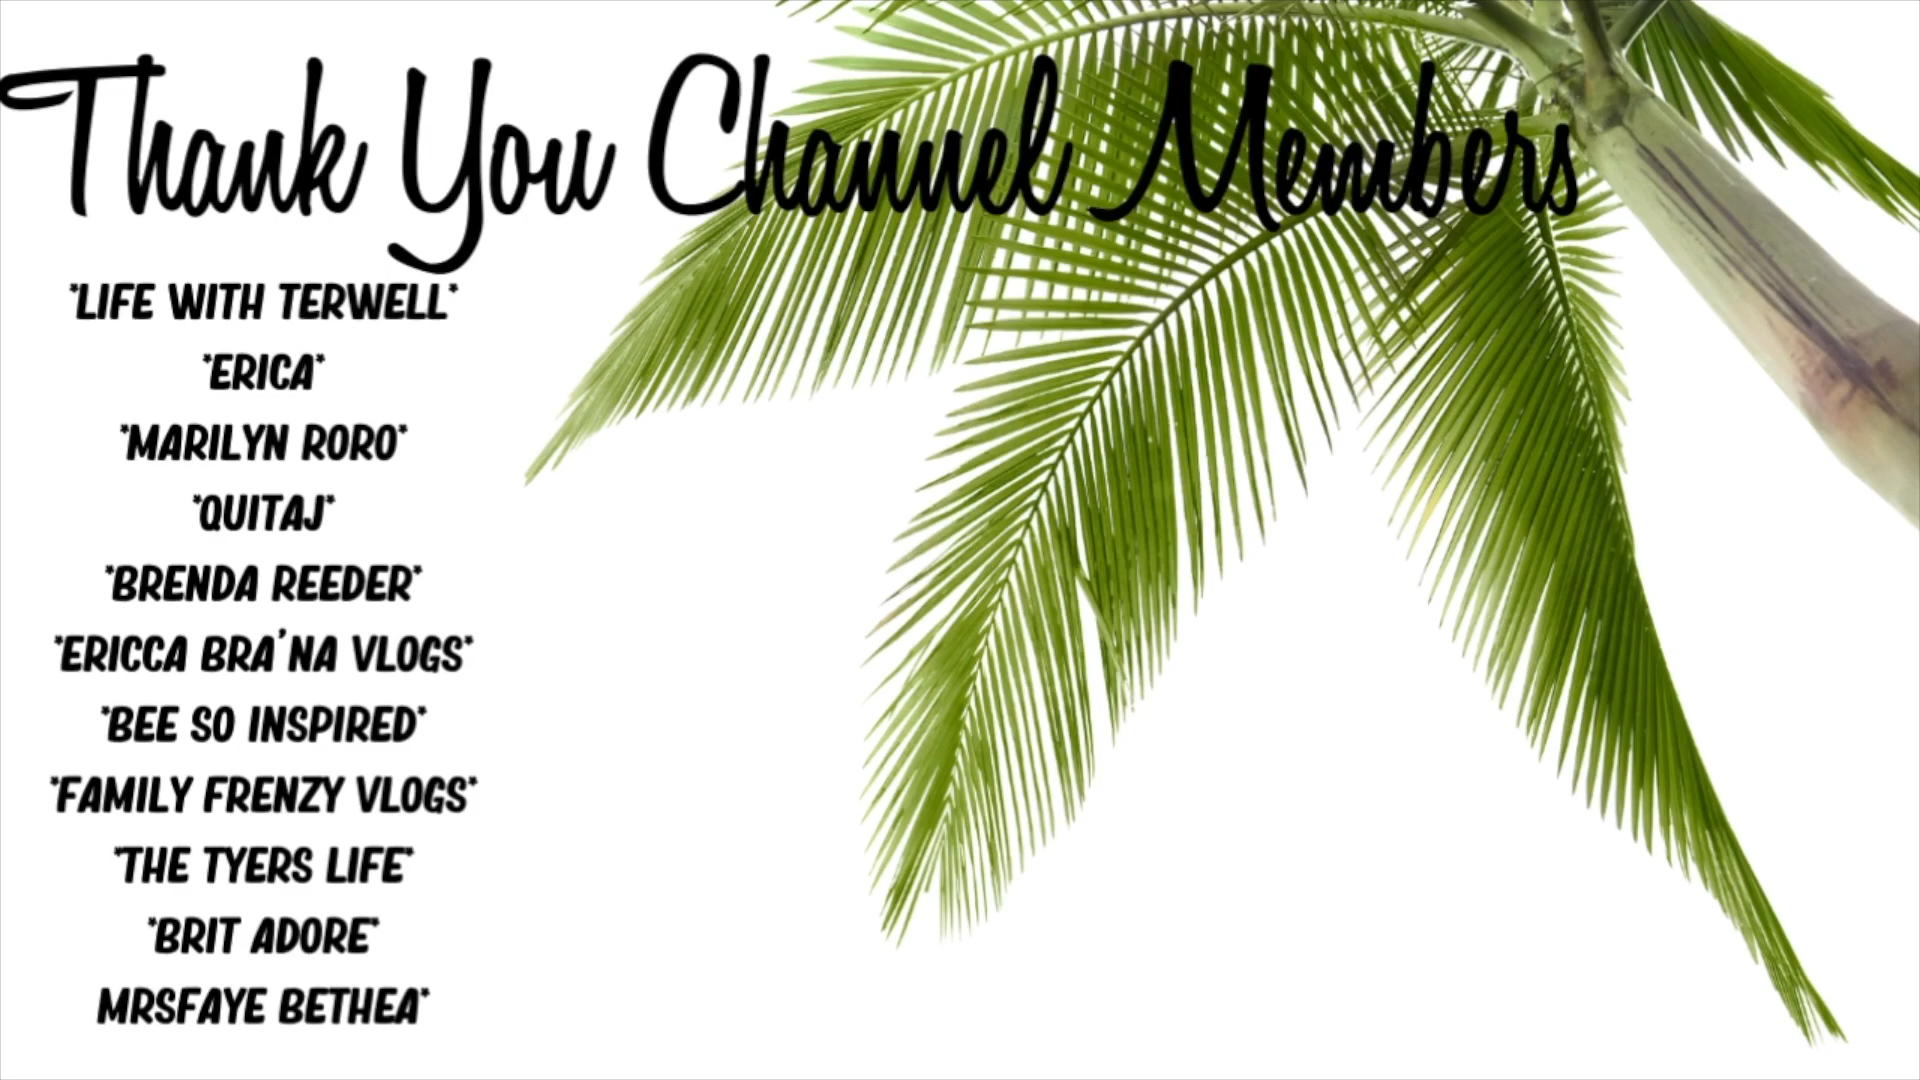 Thank You Channel Members
*LIFE WITH TERWELL*
*ERICA*
*MARILYN RORO*
*QUITAJ*
*BRENDA REEDER*
*ERICCA BRA'NA VLOGS*
*BEE SO INSPIRED*
*FAMILY FRENZY VLOGS*
*THE TYERS LIFE*
*BRIT ADORE*
MRSFAYE BETHEA*